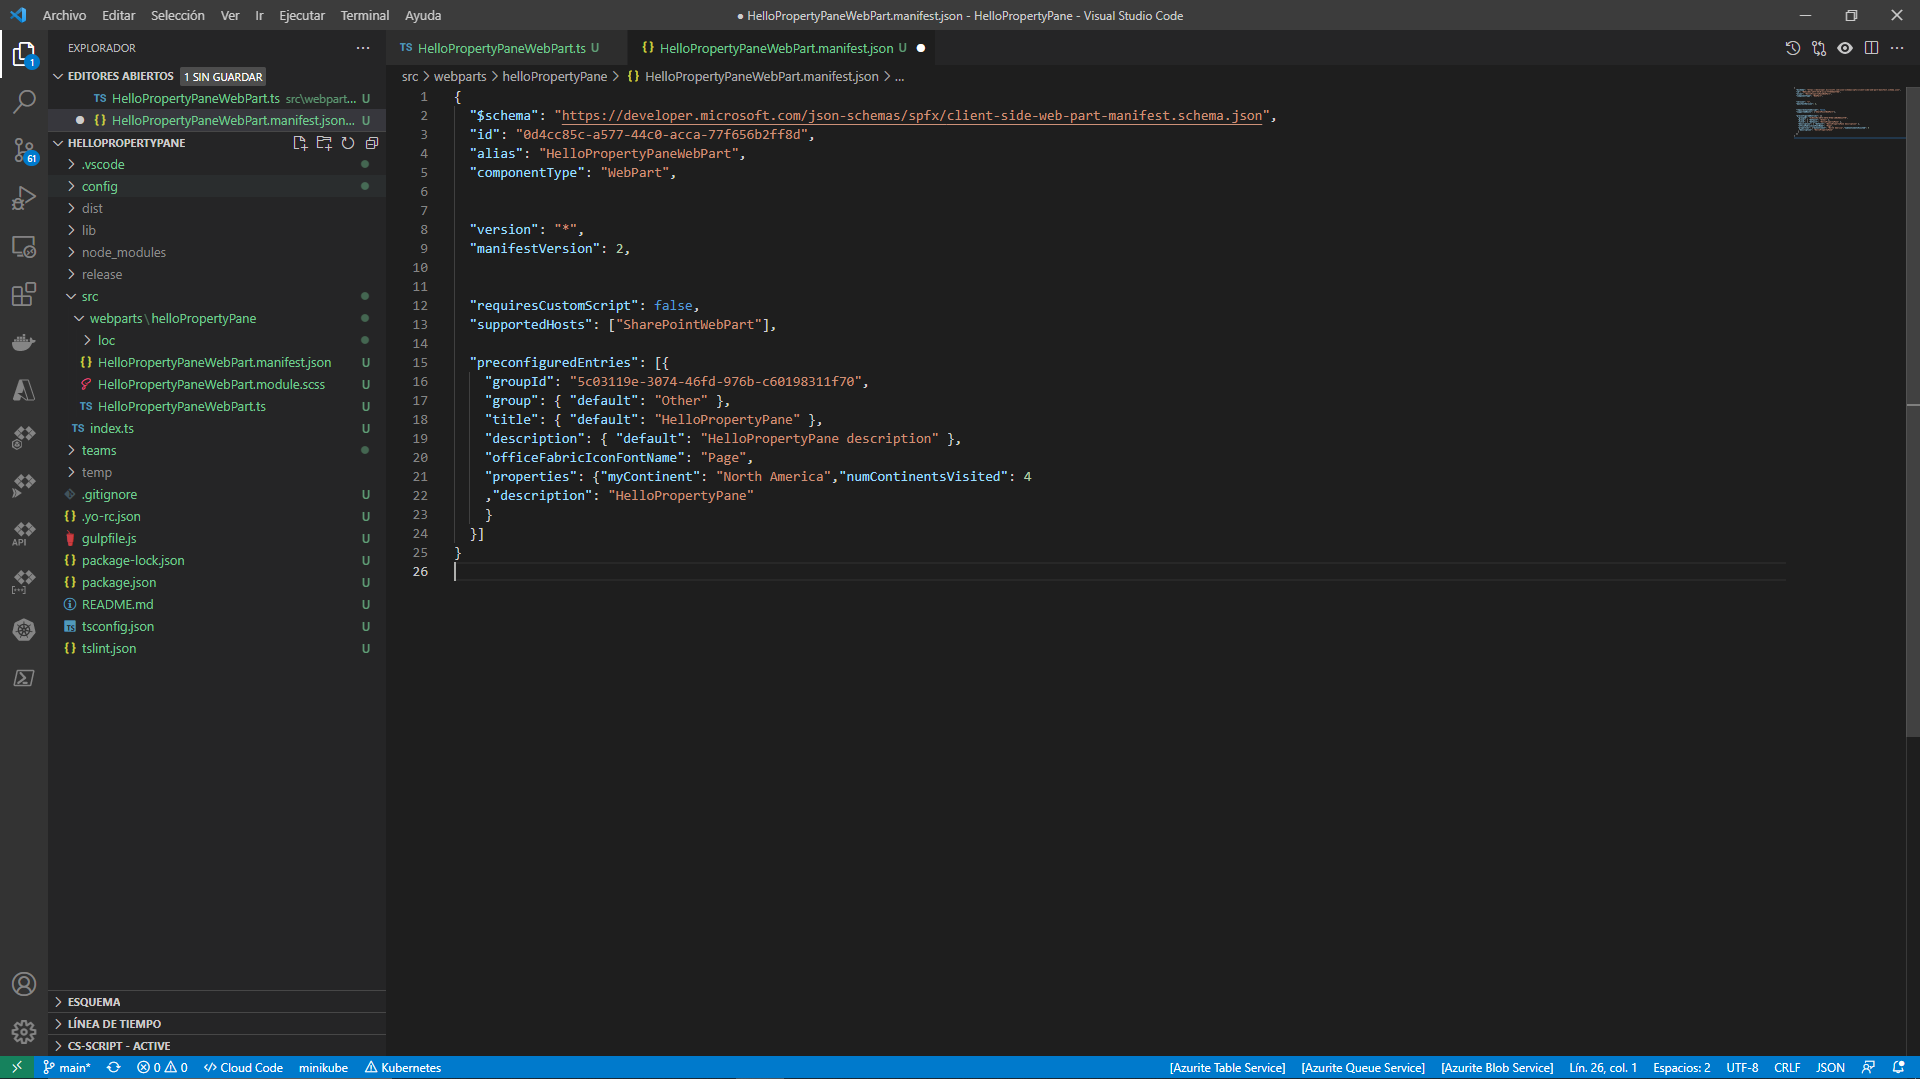 Archivo Editar Selección Ver Ir Ejecutar Terminal Ayuda
● HelloPropertyPaneWebPart.manifest.json - HelloPropertyPane - Visual Studio Code
EXPLORADOR
EDITORES ABIERTOS 1 SIN GUARDAR
TS HelloPropertyPaneWebPart.ts src\webpart... U
{} HelloPropertyPaneWebPart.manifest.json... U
HELLOPROPERTYPANE
.vscode
config
dist
lib
node_modules
release
src
webparts\helloPropertyPane
loc
{} HelloPropertyPaneWebPart.manifest.json U
HelloPropertyPaneWebPart.module.scss U
TS HelloPropertyPaneWebPart.ts U
TS index.ts U
teams
temp
.gitignore U
{} .yo-rc.json U
gulpfile.js U
{} package-lock.json U
{} package.json U
README.md U
TS tsconfig.json U
{} tslint.json U
ESQUEMA
LÍNEA DE TIEMPO
CS-SCRIPT - ACTIVE
1
61
API
TS HelloPropertyPaneWebPart.ts U
{} HelloPropertyPaneWebPart.manifest.json U
src > webparts > helloPropertyPane > {} HelloPropertyPaneWebPart.manifest.json > ...
1 {
2 "$schema": "https://developer.microsoft.com/json-schemas/spfx/client-side-web-part-manifest.schema.json",
3 "id": "0d4cc85c-a577-44c0-acca-77f656b2ff8d",
4 "alias": "HelloPropertyPaneWebPart",
5 "componentType": "WebPart",
6
7
8 "version": "*",
9 "manifestVersion": 2,
10
11
12 "requiresCustomScript": false,
13 "supportedHosts": ["SharePointWebPart"],
14
15 "preconfiguredEntries": [{
16 "groupId": "5c03119e-3074-46fd-976b-c60198311f70",
17 "group": { "default": "Other" },
18 "title": { "default": "HelloPropertyPane" },
19 "description": { "default": "HelloPropertyPane description" },
20 "officeFabricIconFontName": "Page",
21 "properties": {"myContinent": "North America","numContinentsVisited": 4
22 ,"description": "HelloPropertyPane"
23 }
24 }]
25 }
26
main* 0 0 Cloud Code minikube Kubernetes
[Azurite Table Service] [Azurite Queue Service] [Azurite Blob Service] Lín. 26, col. 1 Espacios: 2 UTF-8 CRLF JSON